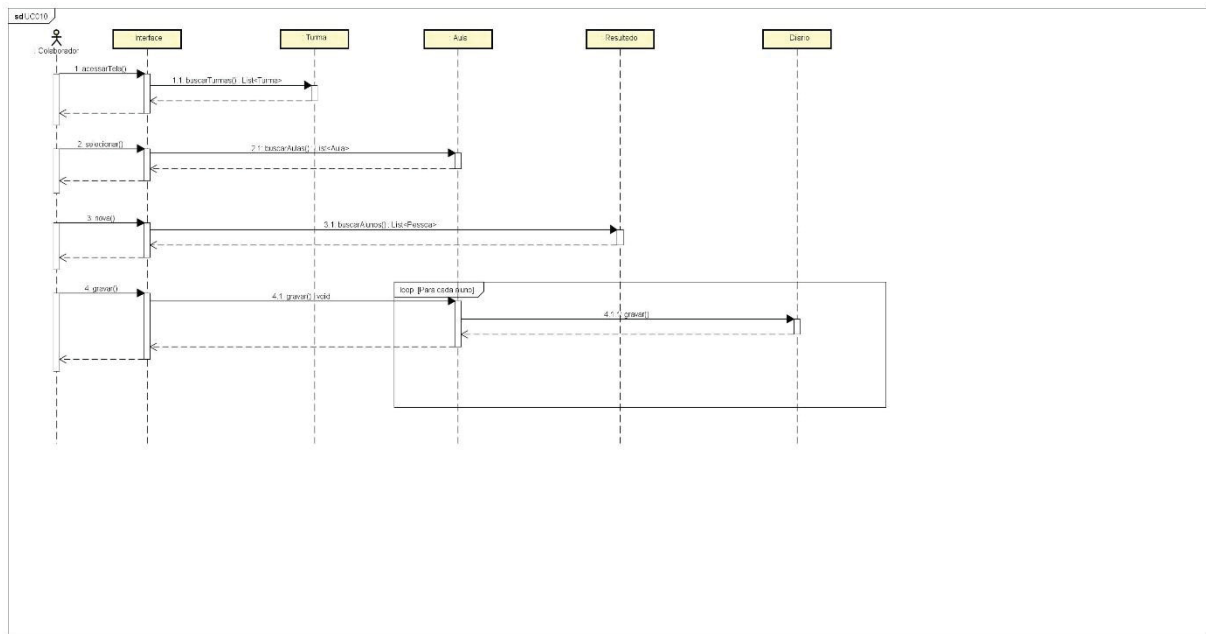 sd UC010
: Colaborador
Interface
: Turma
Aula
Resultado
Diario
1: acessarTela()
1.1: buscarTurmas() : List<Turma>
2: selecionar()
2.1: buscarAulas() : List<Aula>
3: nova()
3.1: buscarAlunos() : List<Pessoa>
loop [Para cada aluno]
4: gravar()
4.1: gravar() : void
4.1.1: gravar()